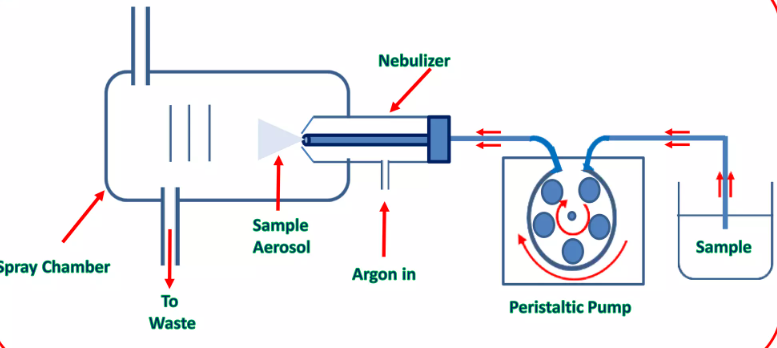 Nebulizer
Sample
Aerosol
Argon in
Spray Chamber
To
Waste
Peristaltic Pump
Sample